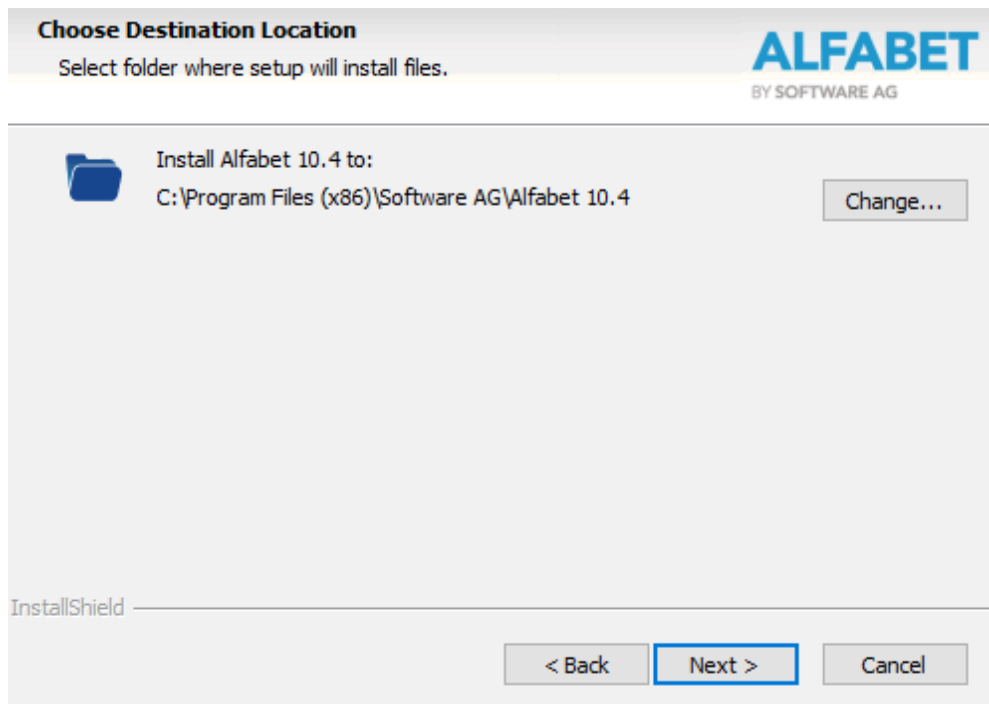 Choose Destination Location
Select folder where setup will install files.
ALFABET
BY SOFTWARE AG
Install Alfabet 10.4 to:
C:\Program Files (x86)\Software AG\Alfabet 10.4
Change...
InstallShield
< Back
Next >
Cancel